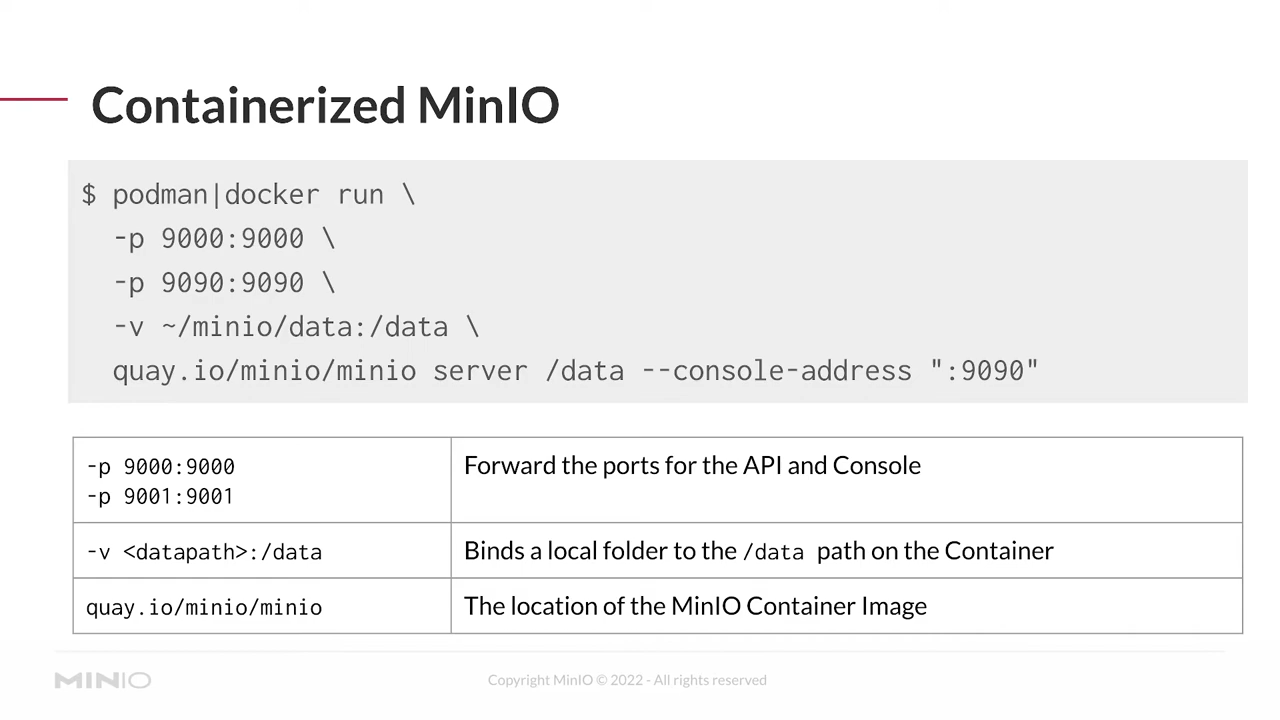 Containerized MinIO
$ podman|docker run \
-p 9000:9000 \
-p 9090:9090 \
-v ~/minio/data:/data \
quay.io/minio/minio server /data --console-address ":9090"
-p 9000:9000
-p 9001:9001
Forward the ports for the API and Console
-v <datapath>:/data
Binds a local folder to the /data path on the Container
quay.io/minio/minio
The location of the MinIO Container Image
MINIO
Copyright MinIO © 2022 - All rights reserved